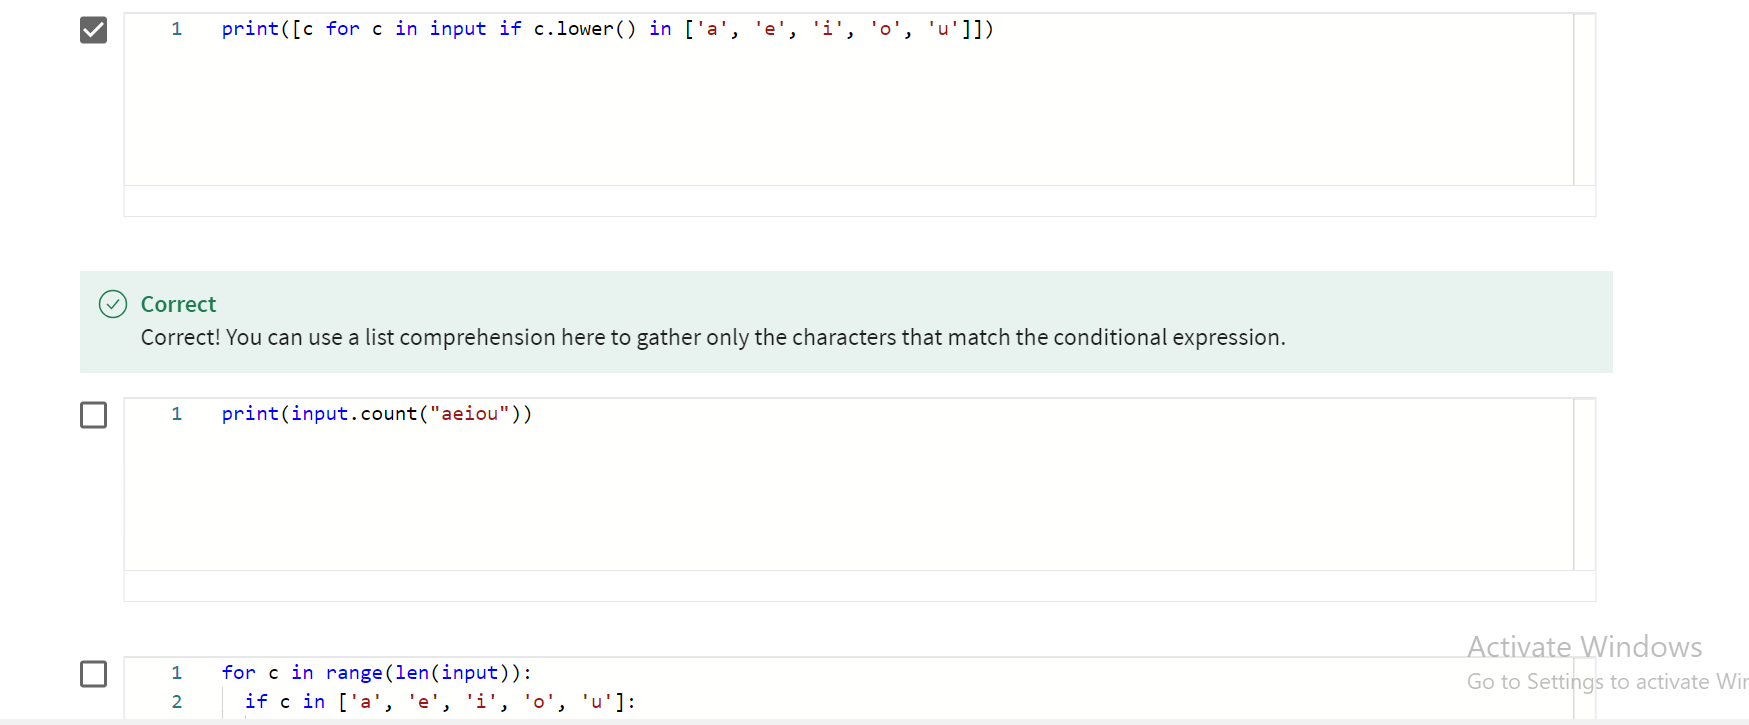 1 print([c for c in input if c.lower() in ['a', 'e', 'i', 'o', 'u']])
Correct
Correct! You can use a list comprehension here to gather only the characters that match the conditional expression.
1 print(input.count("aeiou"))
1 for c in range(len(input)):
2 if c in ['a', 'e', 'i', 'o', 'u']:
Activate Windows
Go to Settings to activate